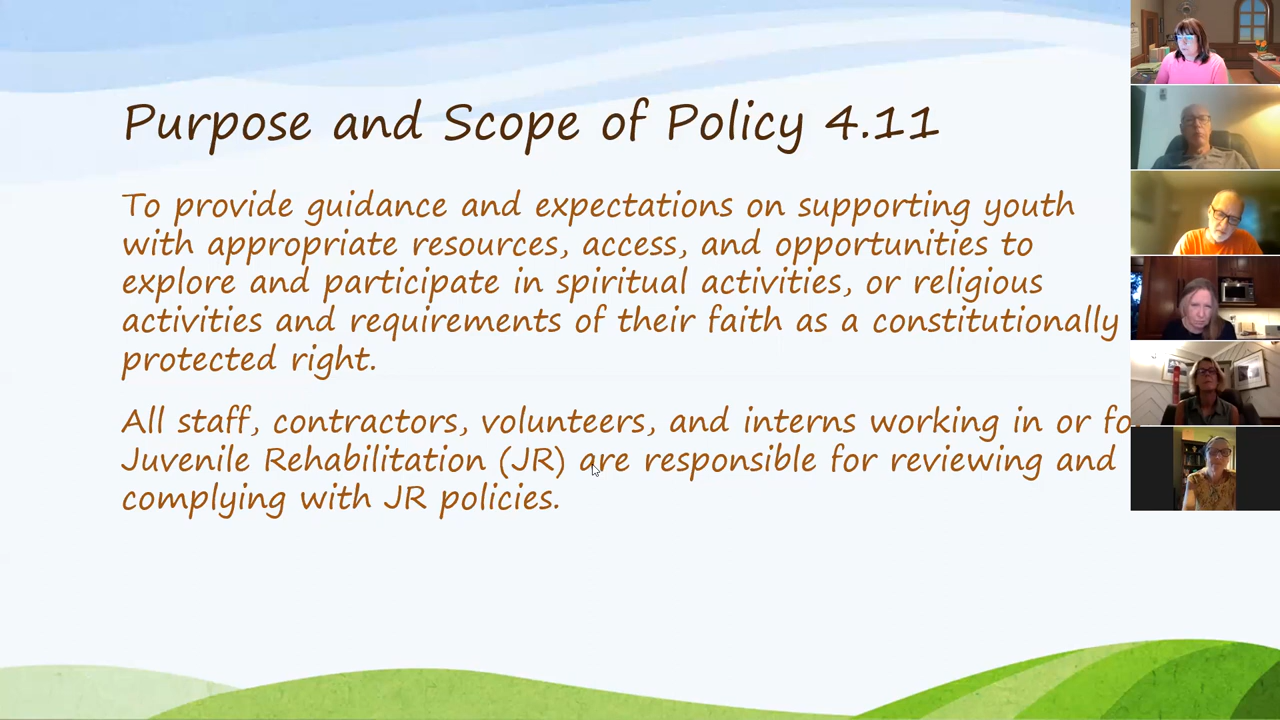 Purpose and Scope of Policy 4.11
To provide guidance and expectations on supporting youth
with appropriate resources, access, and opportunities to
explore and participate in spiritual activities, or religious
activities and requirements of their faith as a constitutionally
protected right.
All staff, contractors, volunteers, and interns working in or fo
Juvenile Rehabilitation (JR) are responsible for reviewing and
complying with JR policies.